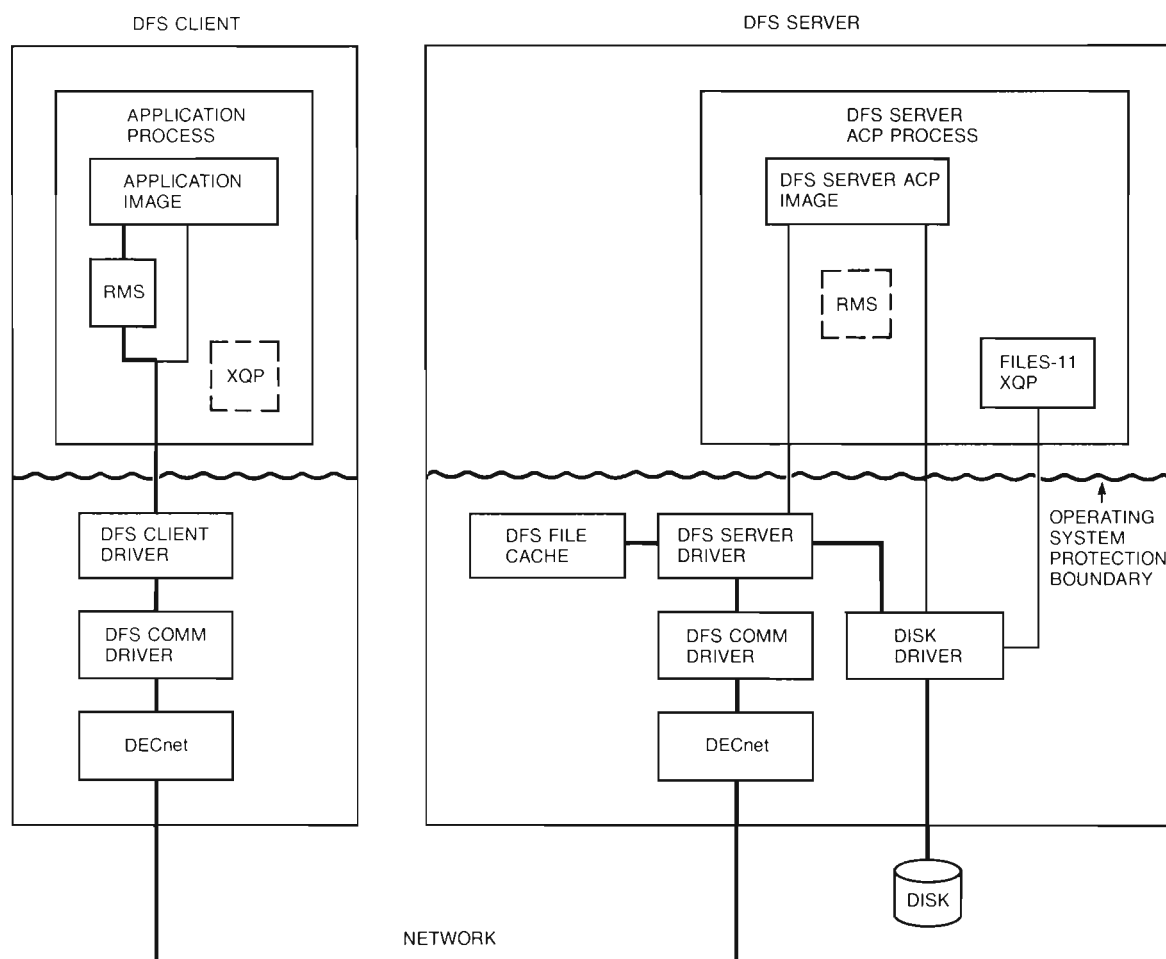 DFS CLIENT
APPLICATION
PROCESS
APPLICATION
IMAGE
RMS
XQP
DFS CLIENT
DRIVER
DFS COMM
DRIVER
DECnet
DFS SERVER
DFS SERVER
ACP PROCESS
DFS SERVER ACP
IMAGE
RMS
FILES-11
XQP
OPERATING
SYSTEM
PROTECTION
BOUNDARY
DFS FILE
CACHE
DFS SERVER
DRIVER
DFS COMM
DRIVER
DISK
DRIVER
DECnet
DISK
NETWORK